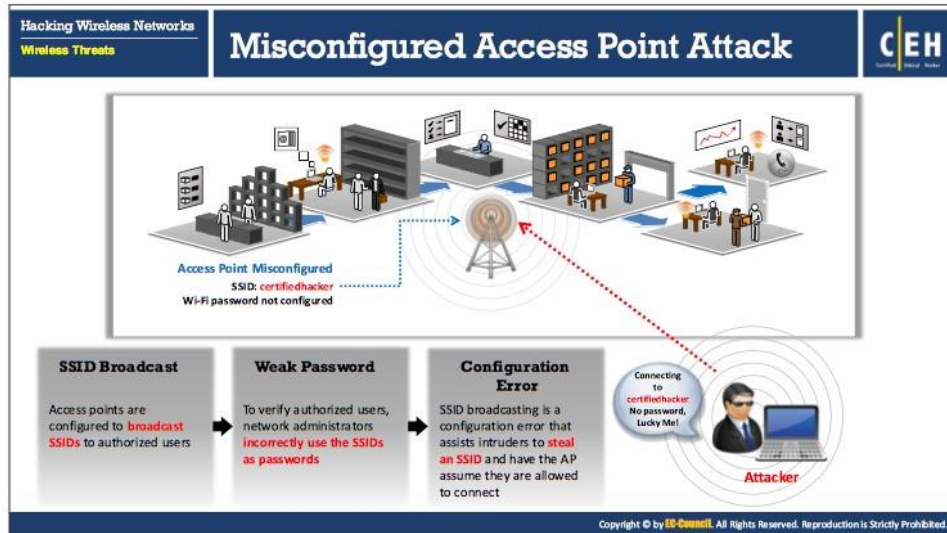 Hacking Wireless Networks
Wireless Threats
Misconfigured Access Point Attack
C|EH
Certified Ethical Hacker
Access Point Misconfigured
SSID: certifiedhacker
Wi-Fi password not configured
SSID Broadcast
Access points are
configured to broadcast
SSIDs to authorized users
Weak Password
To verify authorized users,
network administrators
incorrectly use the SSIDs
as passwords
Configuration
Error
SSID broadcasting is a
configuration error that
assists intruders to steal
an SSID and have the AP
assume they are allowed
to connect
Connecting
to
certifiedhacker
No password,
Lucky Me!
Attacker
Copyright © by EC-Council. All Rights Reserved. Reproduction is Strictly Prohibited.